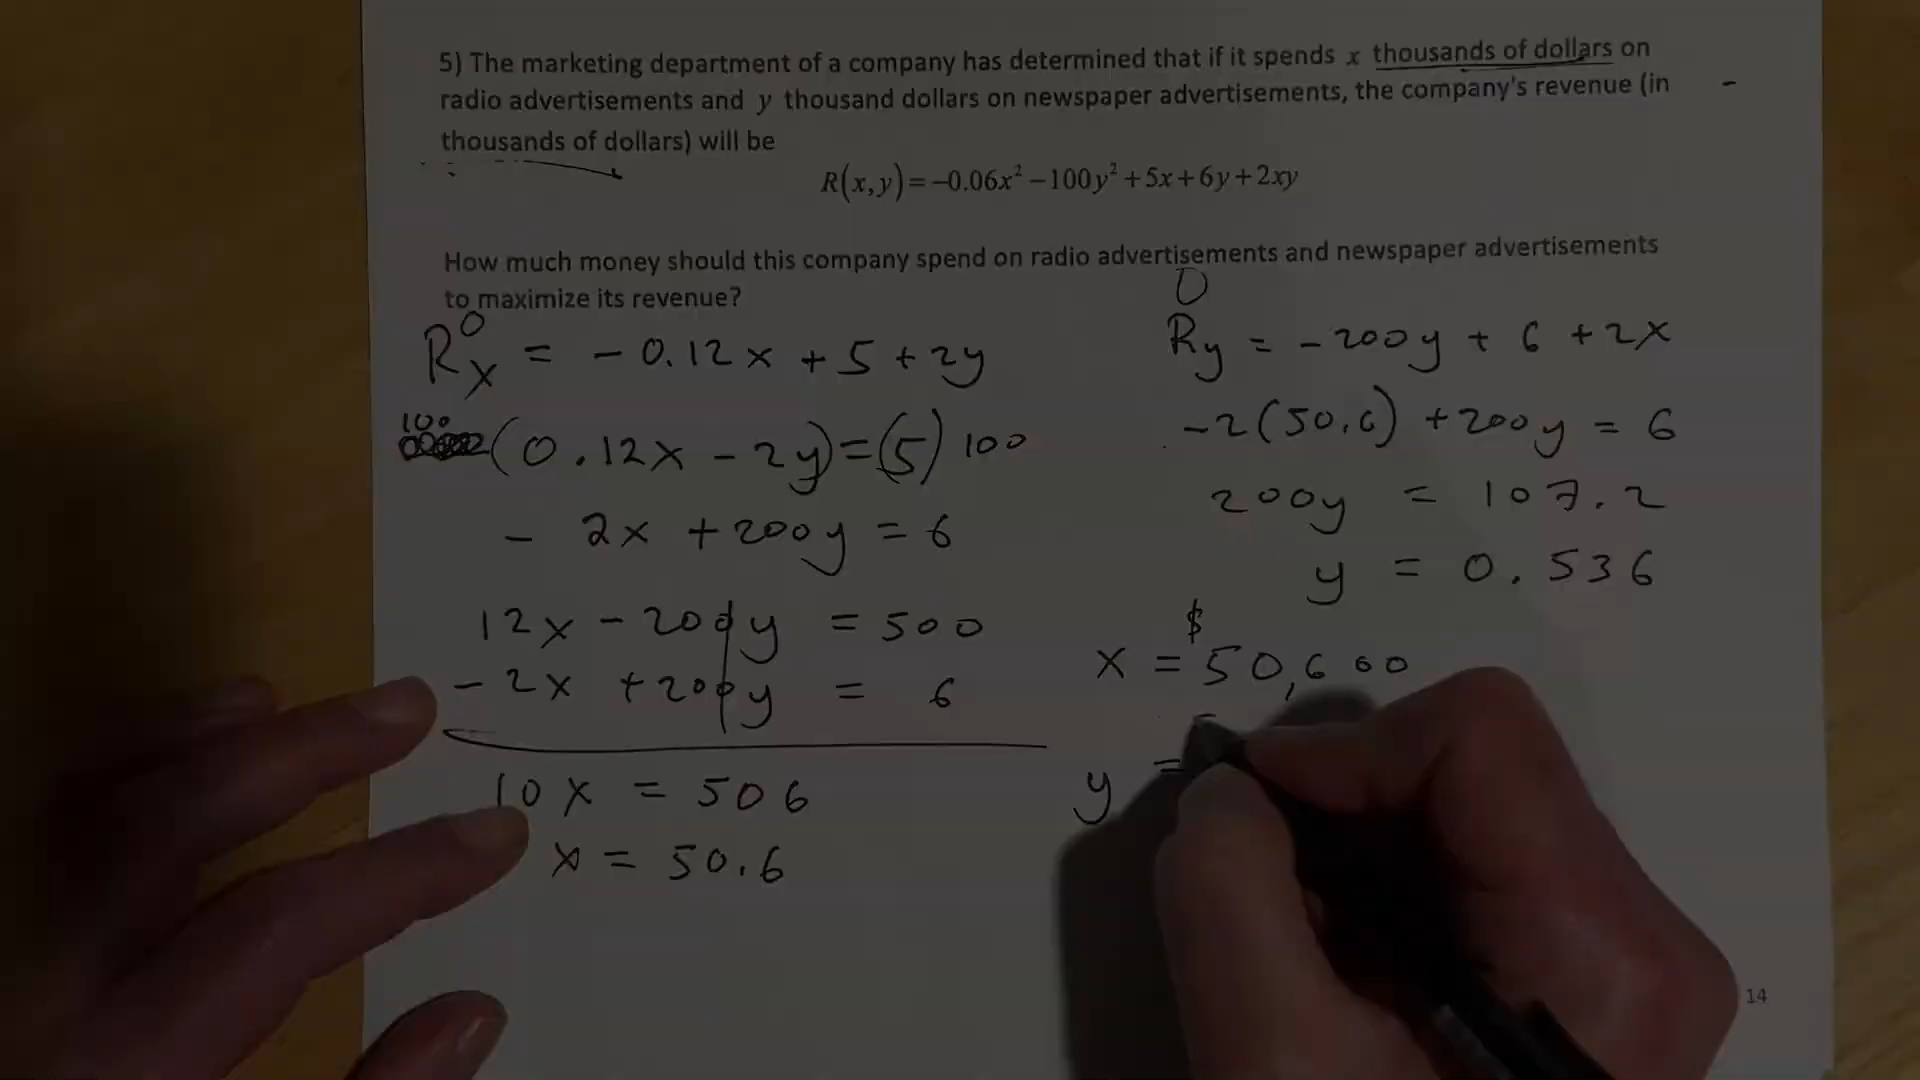 5) The marketing department of a company has determined that if it spends x thousands of dollars on
radio advertisements and y thousand dollars on newspaper advertisements, the company's revenue (in
thousands of dollars) will be
R(x,y)=-0.06x²-100y²+5x+6y+2xy
How much money should this company spend on radio advertisements and newspaper advertisements
to maximize its revenue?
0
Rx = -0.12x + 5 + 2y
100
(0.12x - 2y)=(5) 100
- 2x + 200y = 6
12x - 200y = 500
- 2x + 200y = 6
10x = 506
x = 50.6
0
Ry = -200y + 6 + 2x
-2(50.6) + 200y = 6
200y = 107.2
y = 0.536
x = $50,600
y =
14